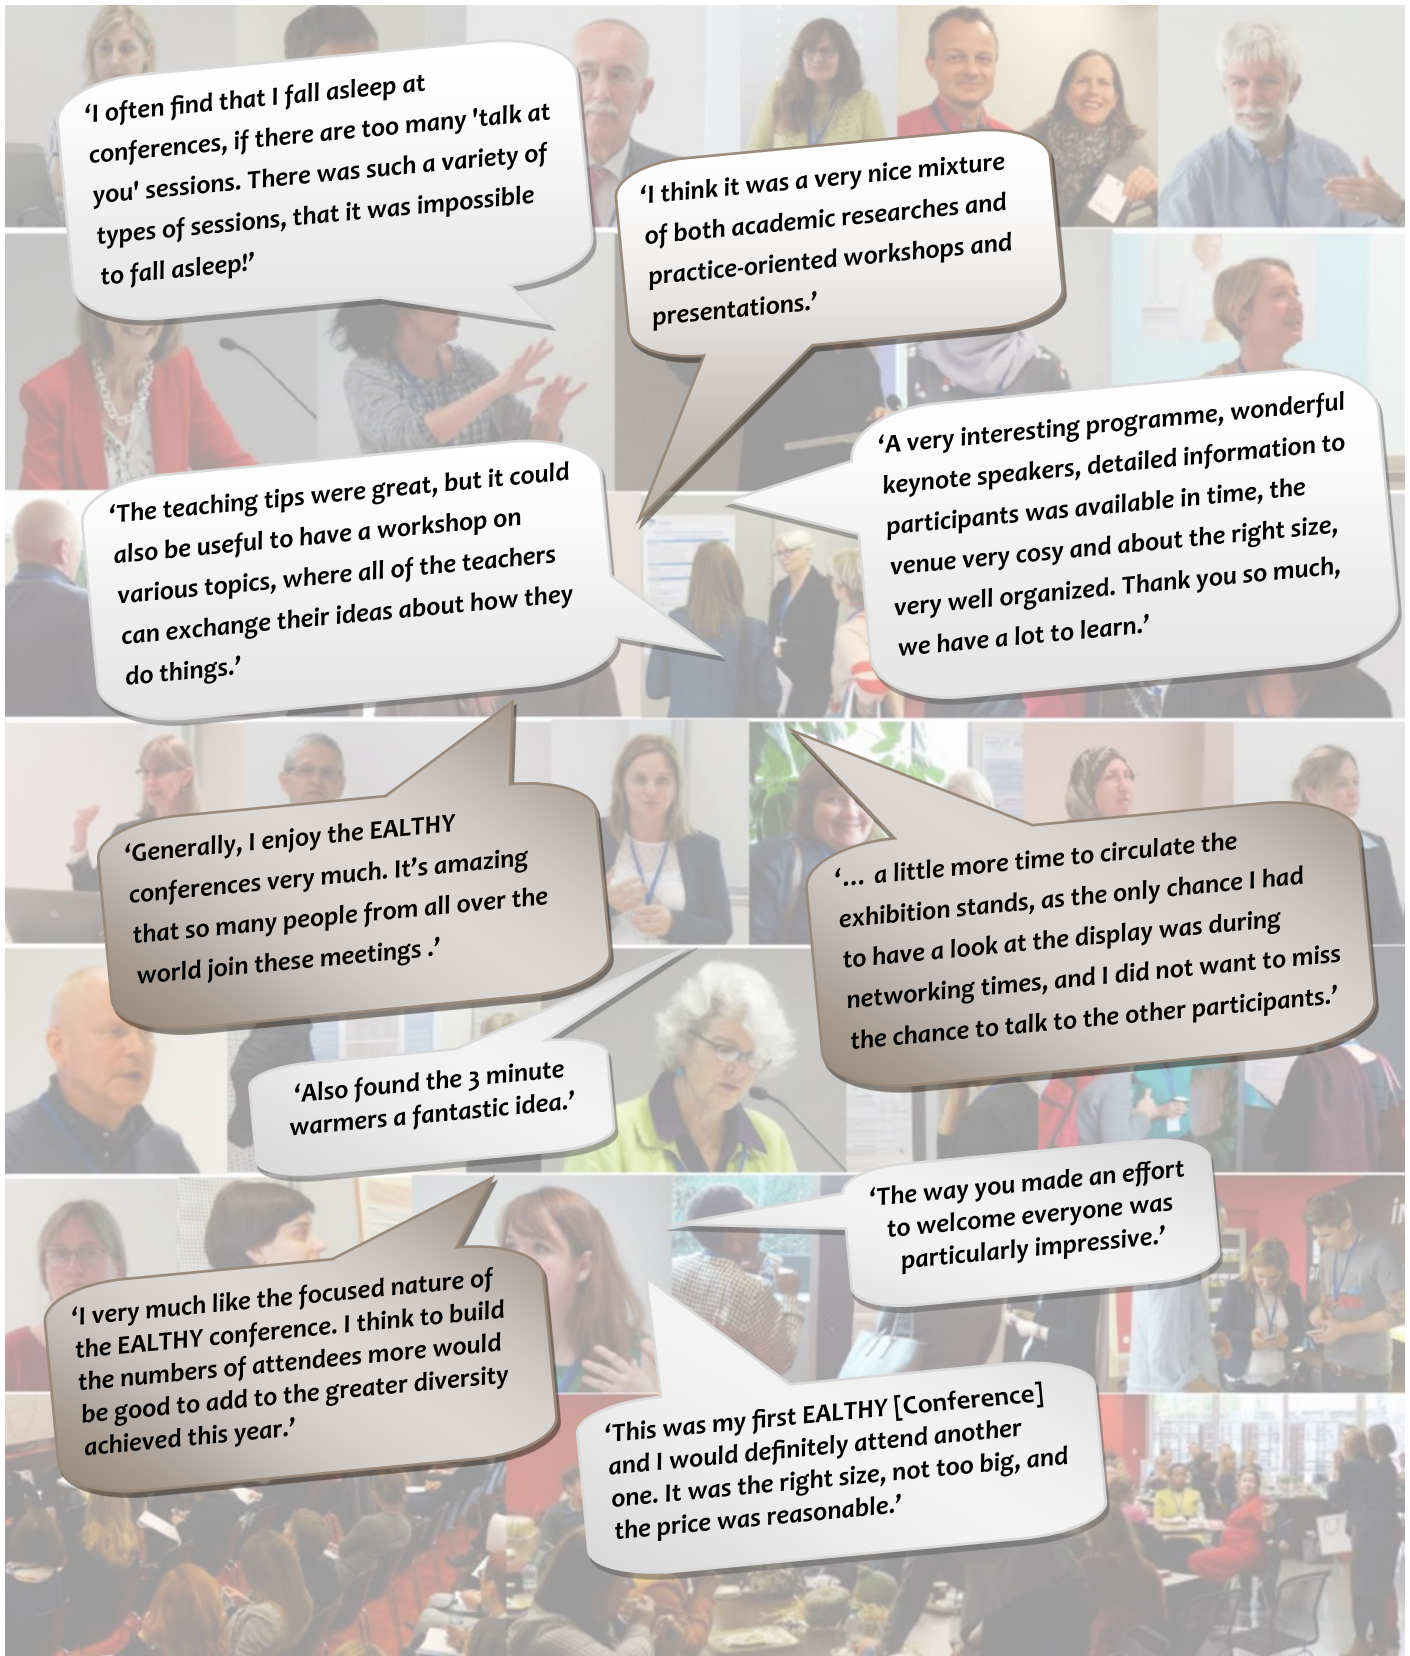 ‘I often find that I fall asleep at
conferences, if there are too many 'talk at
you' sessions. There was such a variety of
types of sessions, that it was impossible
to fall asleep!’
‘I think it was a very nice mixture
of both academic researches and
practice-oriented workshops and
presentations.’
‘A very interesting programme, wonderful
keynote speakers, detailed information to
participants was available in time, the
venue very cosy and about the right size,
very well organized. Thank you so much,
we have a lot to learn.’
‘The teaching tips were great, but it could
also be useful to have a workshop on
various topics, where all of the teachers
can exchange their ideas about how they
do things.’
‘Generally, I enjoy the EALTHY
conferences very much. It’s amazing
that so many people from all over the
world join these meetings .’
‘… a little more time to circulate the
exhibition stands, as the only chance I had
to have a look at the display was during
networking times, and I did not want to miss
the chance to talk to the other participants.’
‘Also found the 3 minute
warmers a fantastic idea.’
‘The way you made an effort
to welcome everyone was
particularly impressive.’
‘I very much like the focused nature of
the EALTHY conference. I think to build
the numbers of attendees more would
be good to add to the greater diversity
achieved this year.’
‘This was my first EALTHY [Conference]
and I would definitely attend another
one. It was the right size, not too big, and
the price was reasonable.’